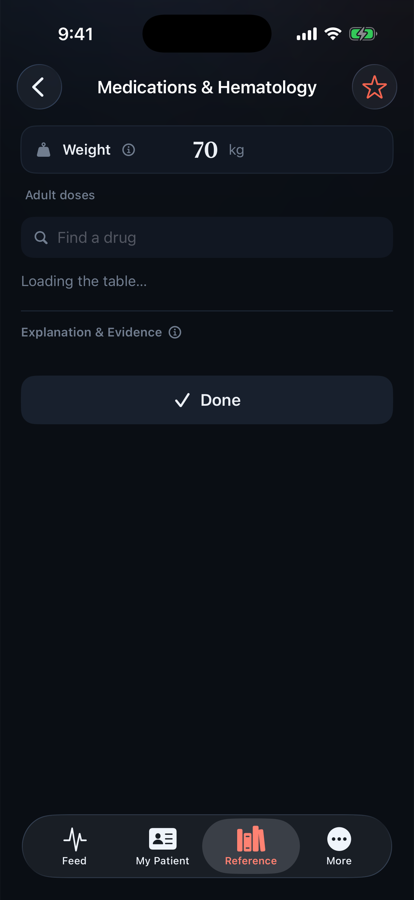 9:41
Medications & Hematology
Weight 70 kg
Adult doses
Find a drug
Loading the table...
Explanation & Evidence
Done
Feed My Patient Reference More